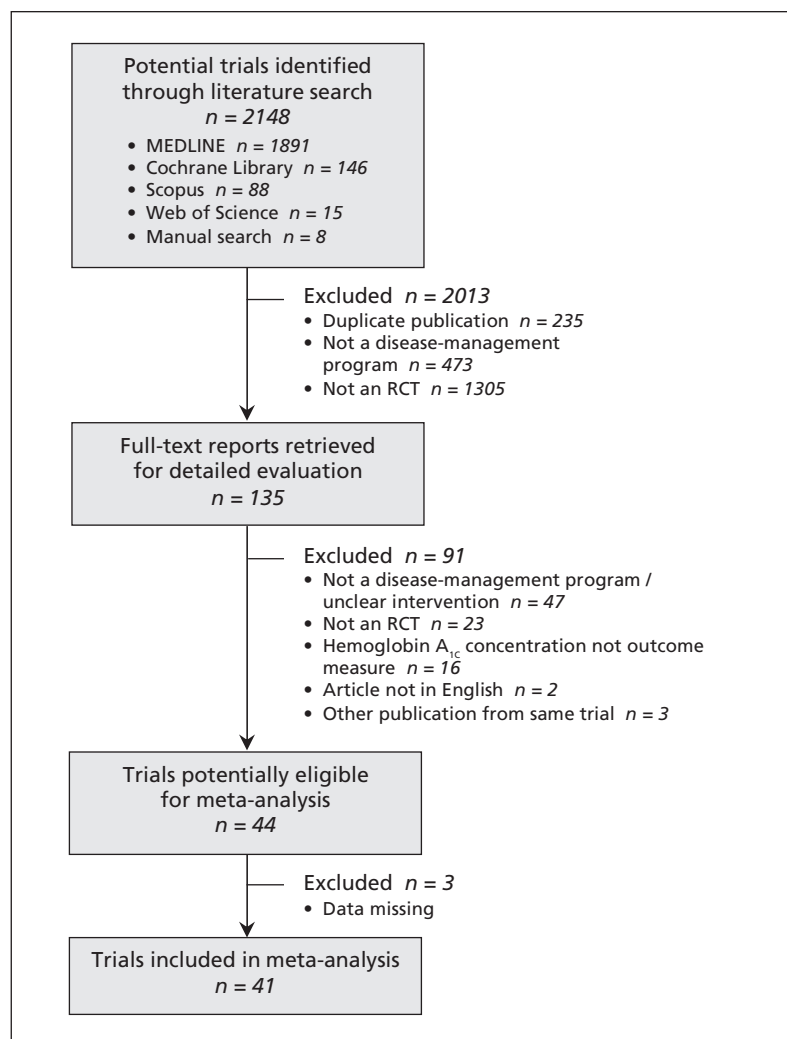 Potential trials identified
through literature search
n = 2148
• MEDLINE n = 1891
• Cochrane Library n = 146
• Scopus n = 88
• Web of Science n = 15
• Manual search n = 8
Excluded n = 2013
• Duplicate publication n = 235
• Not a disease-management
program n = 473
• Not an RCT n = 1305
Full-text reports retrieved
for detailed evaluation
n = 135
Excluded n = 91
• Not a disease-management program /
unclear intervention n = 47
• Not an RCT n = 23
• Hemoglobin A1C concentration not outcome
measure n = 16
• Article not in English n = 2
• Other publication from same trial n = 3
Trials potentially eligible
for meta-analysis
n = 44
Excluded n = 3
• Data missing
Trials included in meta-analysis
n = 41